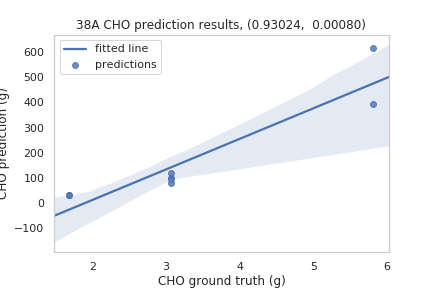 38A CHO prediction results, (0.93024,  0.00080)
fitted line
predictions
CHO prediction (g)
600
500
400
300
200
100
0
−100
2 3 4 5 6
CHO ground truth (g)